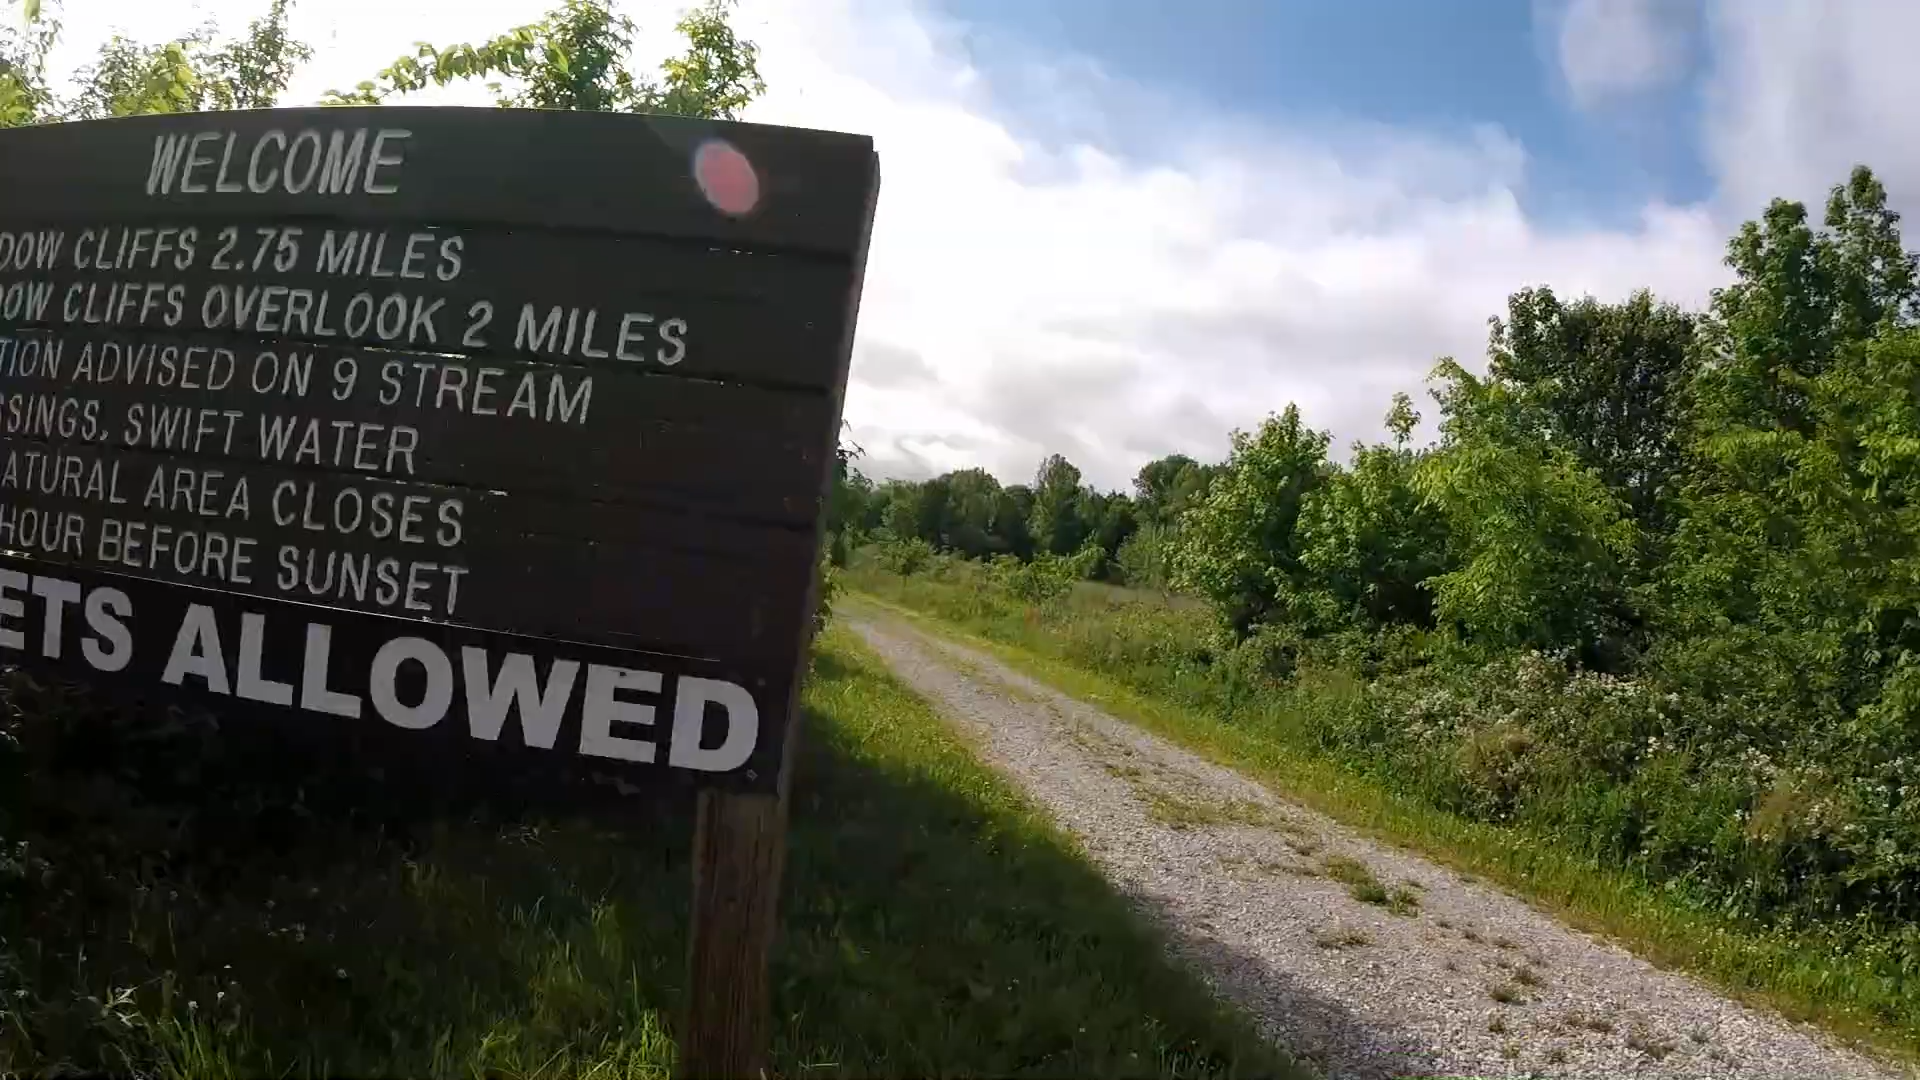 WELCOME
DOW CLIFFS 2.75 MILES
OW CLIFFS OVERLOOK 2 MILES
TION ADVISED ON 9 STREAM
SSINGS, SWIFT WATER
ATURAL AREA CLOSES
HOUR BEFORE SUNSET
ETS ALLOWED